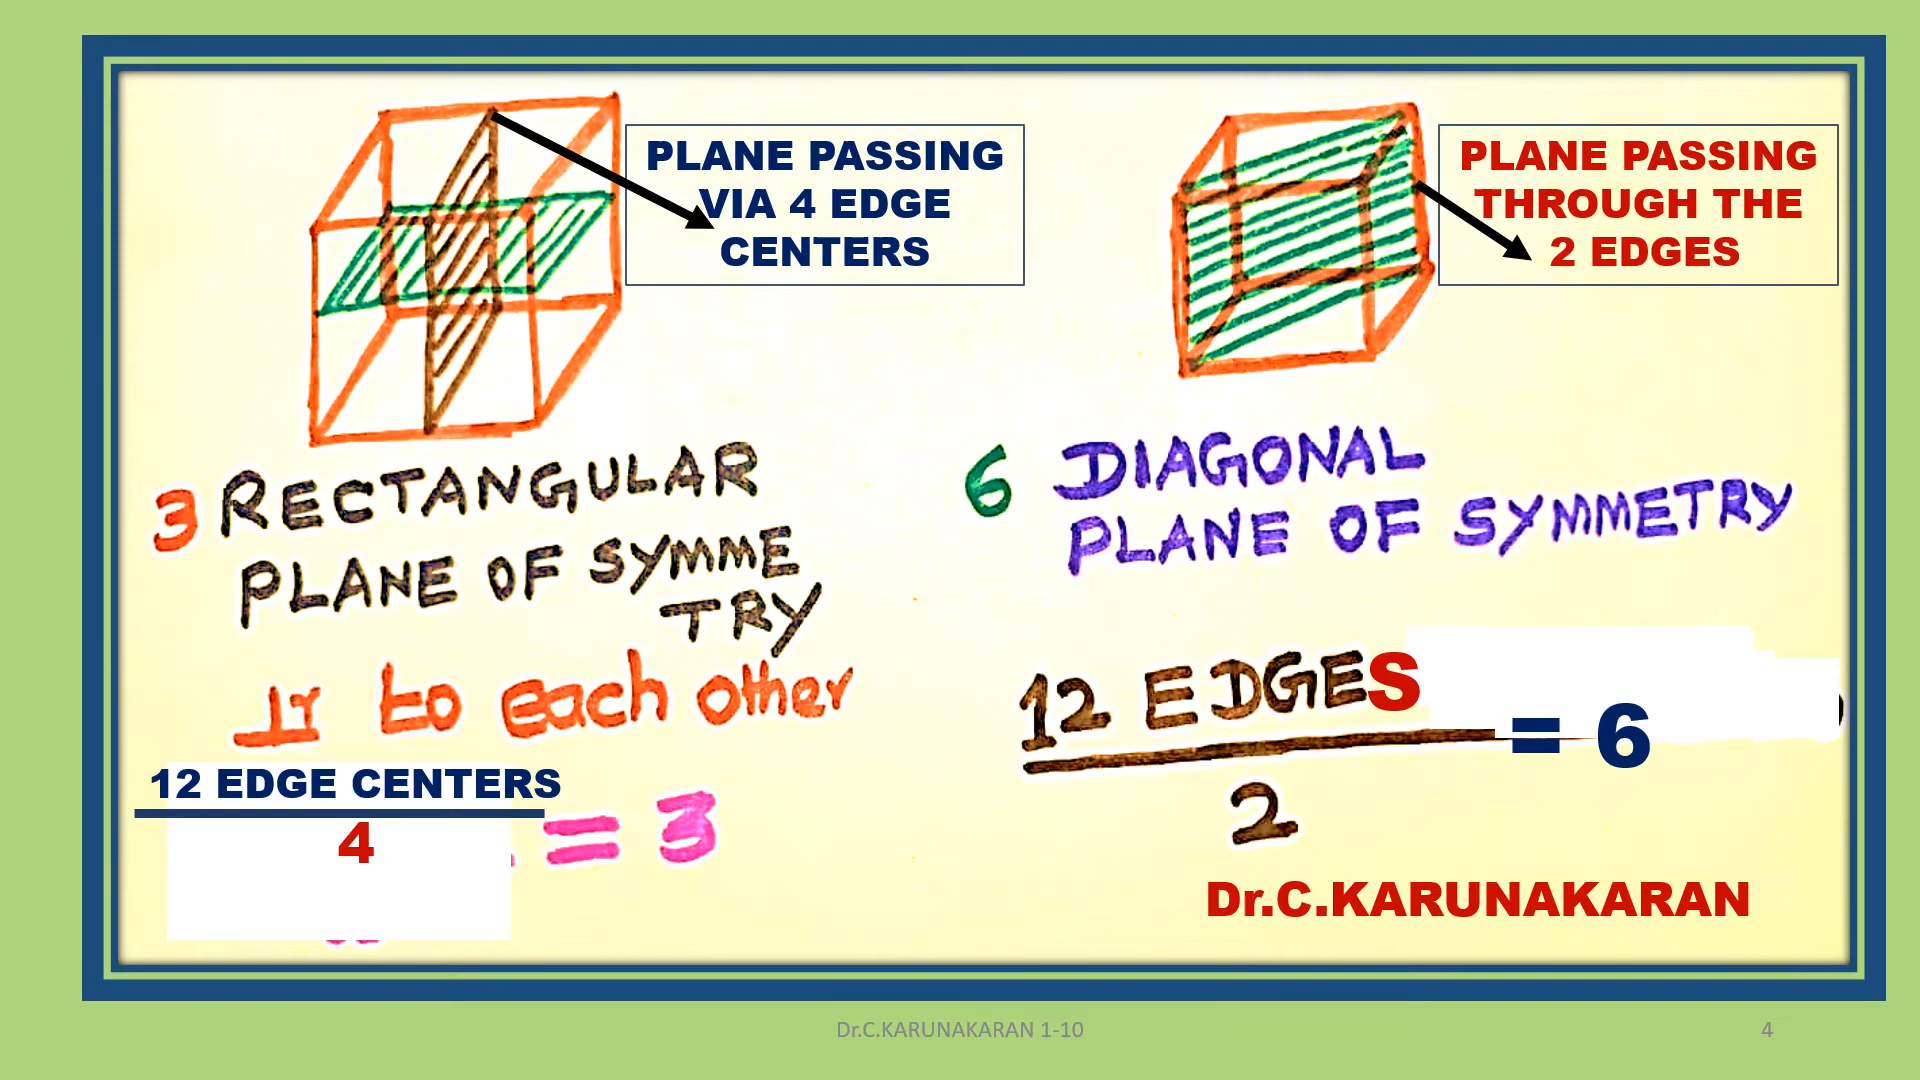 PLANE PASSING
VIA 4 EDGE
CENTERS
3 RECTANGULAR
PLANE OF SYMME
TRY
⊥r to each other
12 EDGE CENTERS
4
= 3
PLANE PASSING
THROUGH THE
2 EDGES
6 DIAGONAL
PLANE OF SYMMETRY
12 EDGES
2
= 6
Dr.C.KARUNAKARAN
Dr.C.KARUNAKARAN 1-10
4